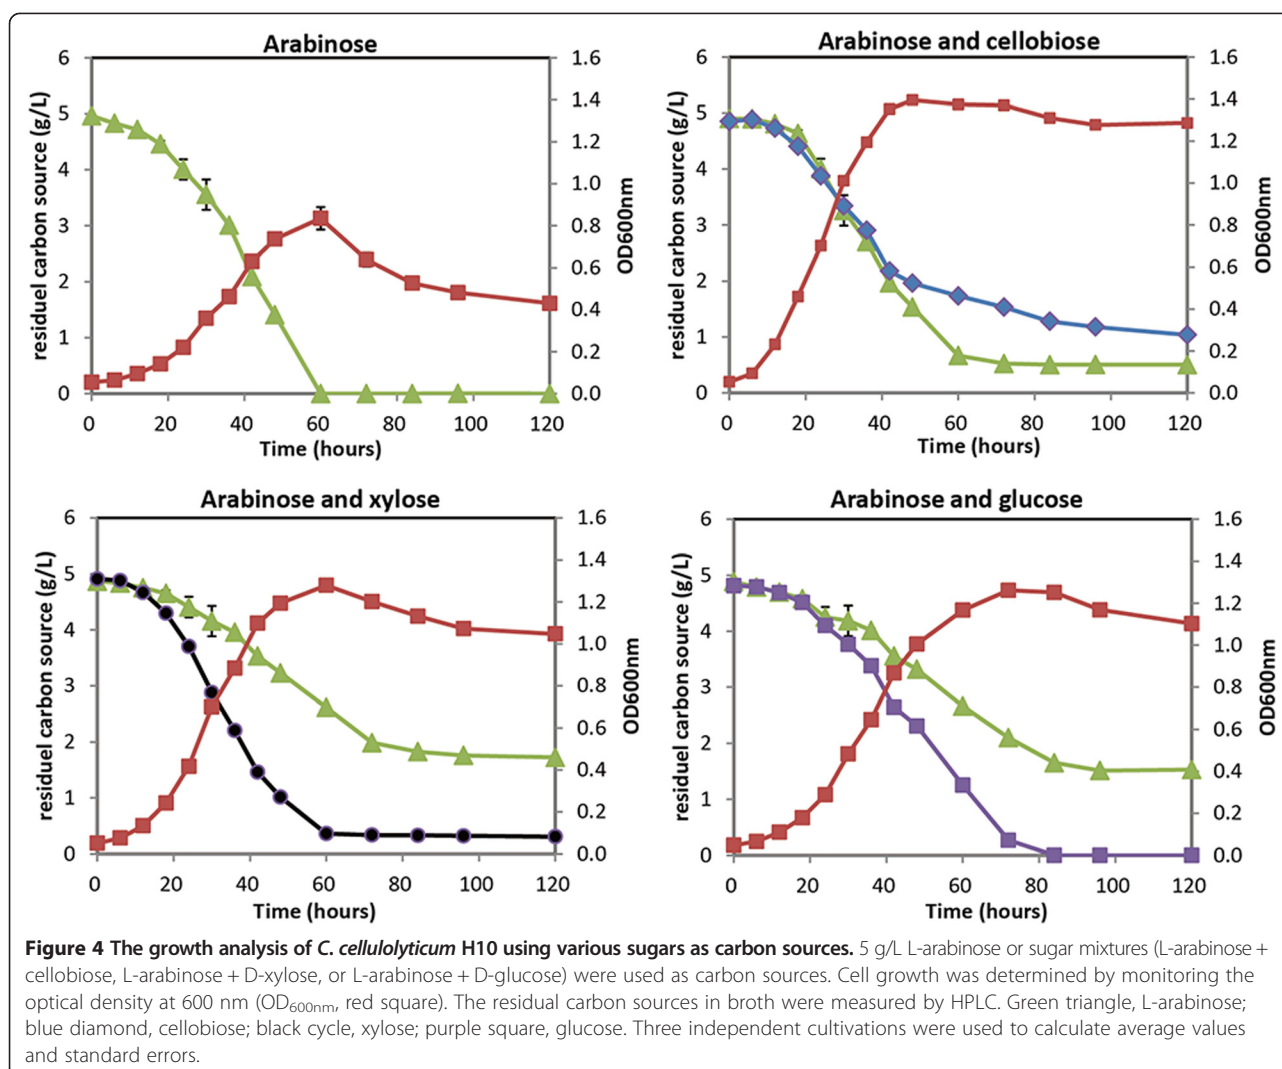 Arabinose
6
5
4
3
2
1
0
1.6
1.4
1.2
1.0
0.8
0.6
0.4
0.2
0.0
0 20 40 60 80 100 120
residuel carbon source (g/L)
OD600nm
Time (hours)
Arabinose and cellobiose
6
5
4
3
2
1
0
1.6
1.4
1.2
1.0
0.8
0.6
0.4
0.2
0.0
0 20 40 60 80 100 120
residuel carbon source (g/L)
OD600nm
Time (hours)
Arabinose and xylose
6
5
4
3
2
1
0
1.6
1.4
1.2
1.0
0.8
0.6
0.4
0.2
0.0
0 20 40 60 80 100 120
residuel carbon source (g/L)
OD600nm
Time (hours)
Arabinose and glucose
6
5
4
3
2
1
0
1.6
1.4
1.2
1.0
0.8
0.6
0.4
0.2
0.0
0 20 40 60 80 100 120
residuel carbon source (g/L)
OD600nm
Time (hours)
Figure 4 The growth analysis of C. cellulolyticum H10 using various sugars as carbon sources. 5 g/L L-arabinose or sugar mixtures (L-arabinose +
cellobiose, L-arabinose + D-xylose, or L-arabinose + D-glucose) were used as carbon sources. Cell growth was determined by monitoring the
optical density at 600 nm (OD600nm, red square). The residual carbon sources in broth were measured by HPLC. Green triangle, L-arabinose;
blue diamond, cellobiose; black cycle, xylose; purple square, glucose. Three independent cultivations were used to calculate average values
and standard errors.